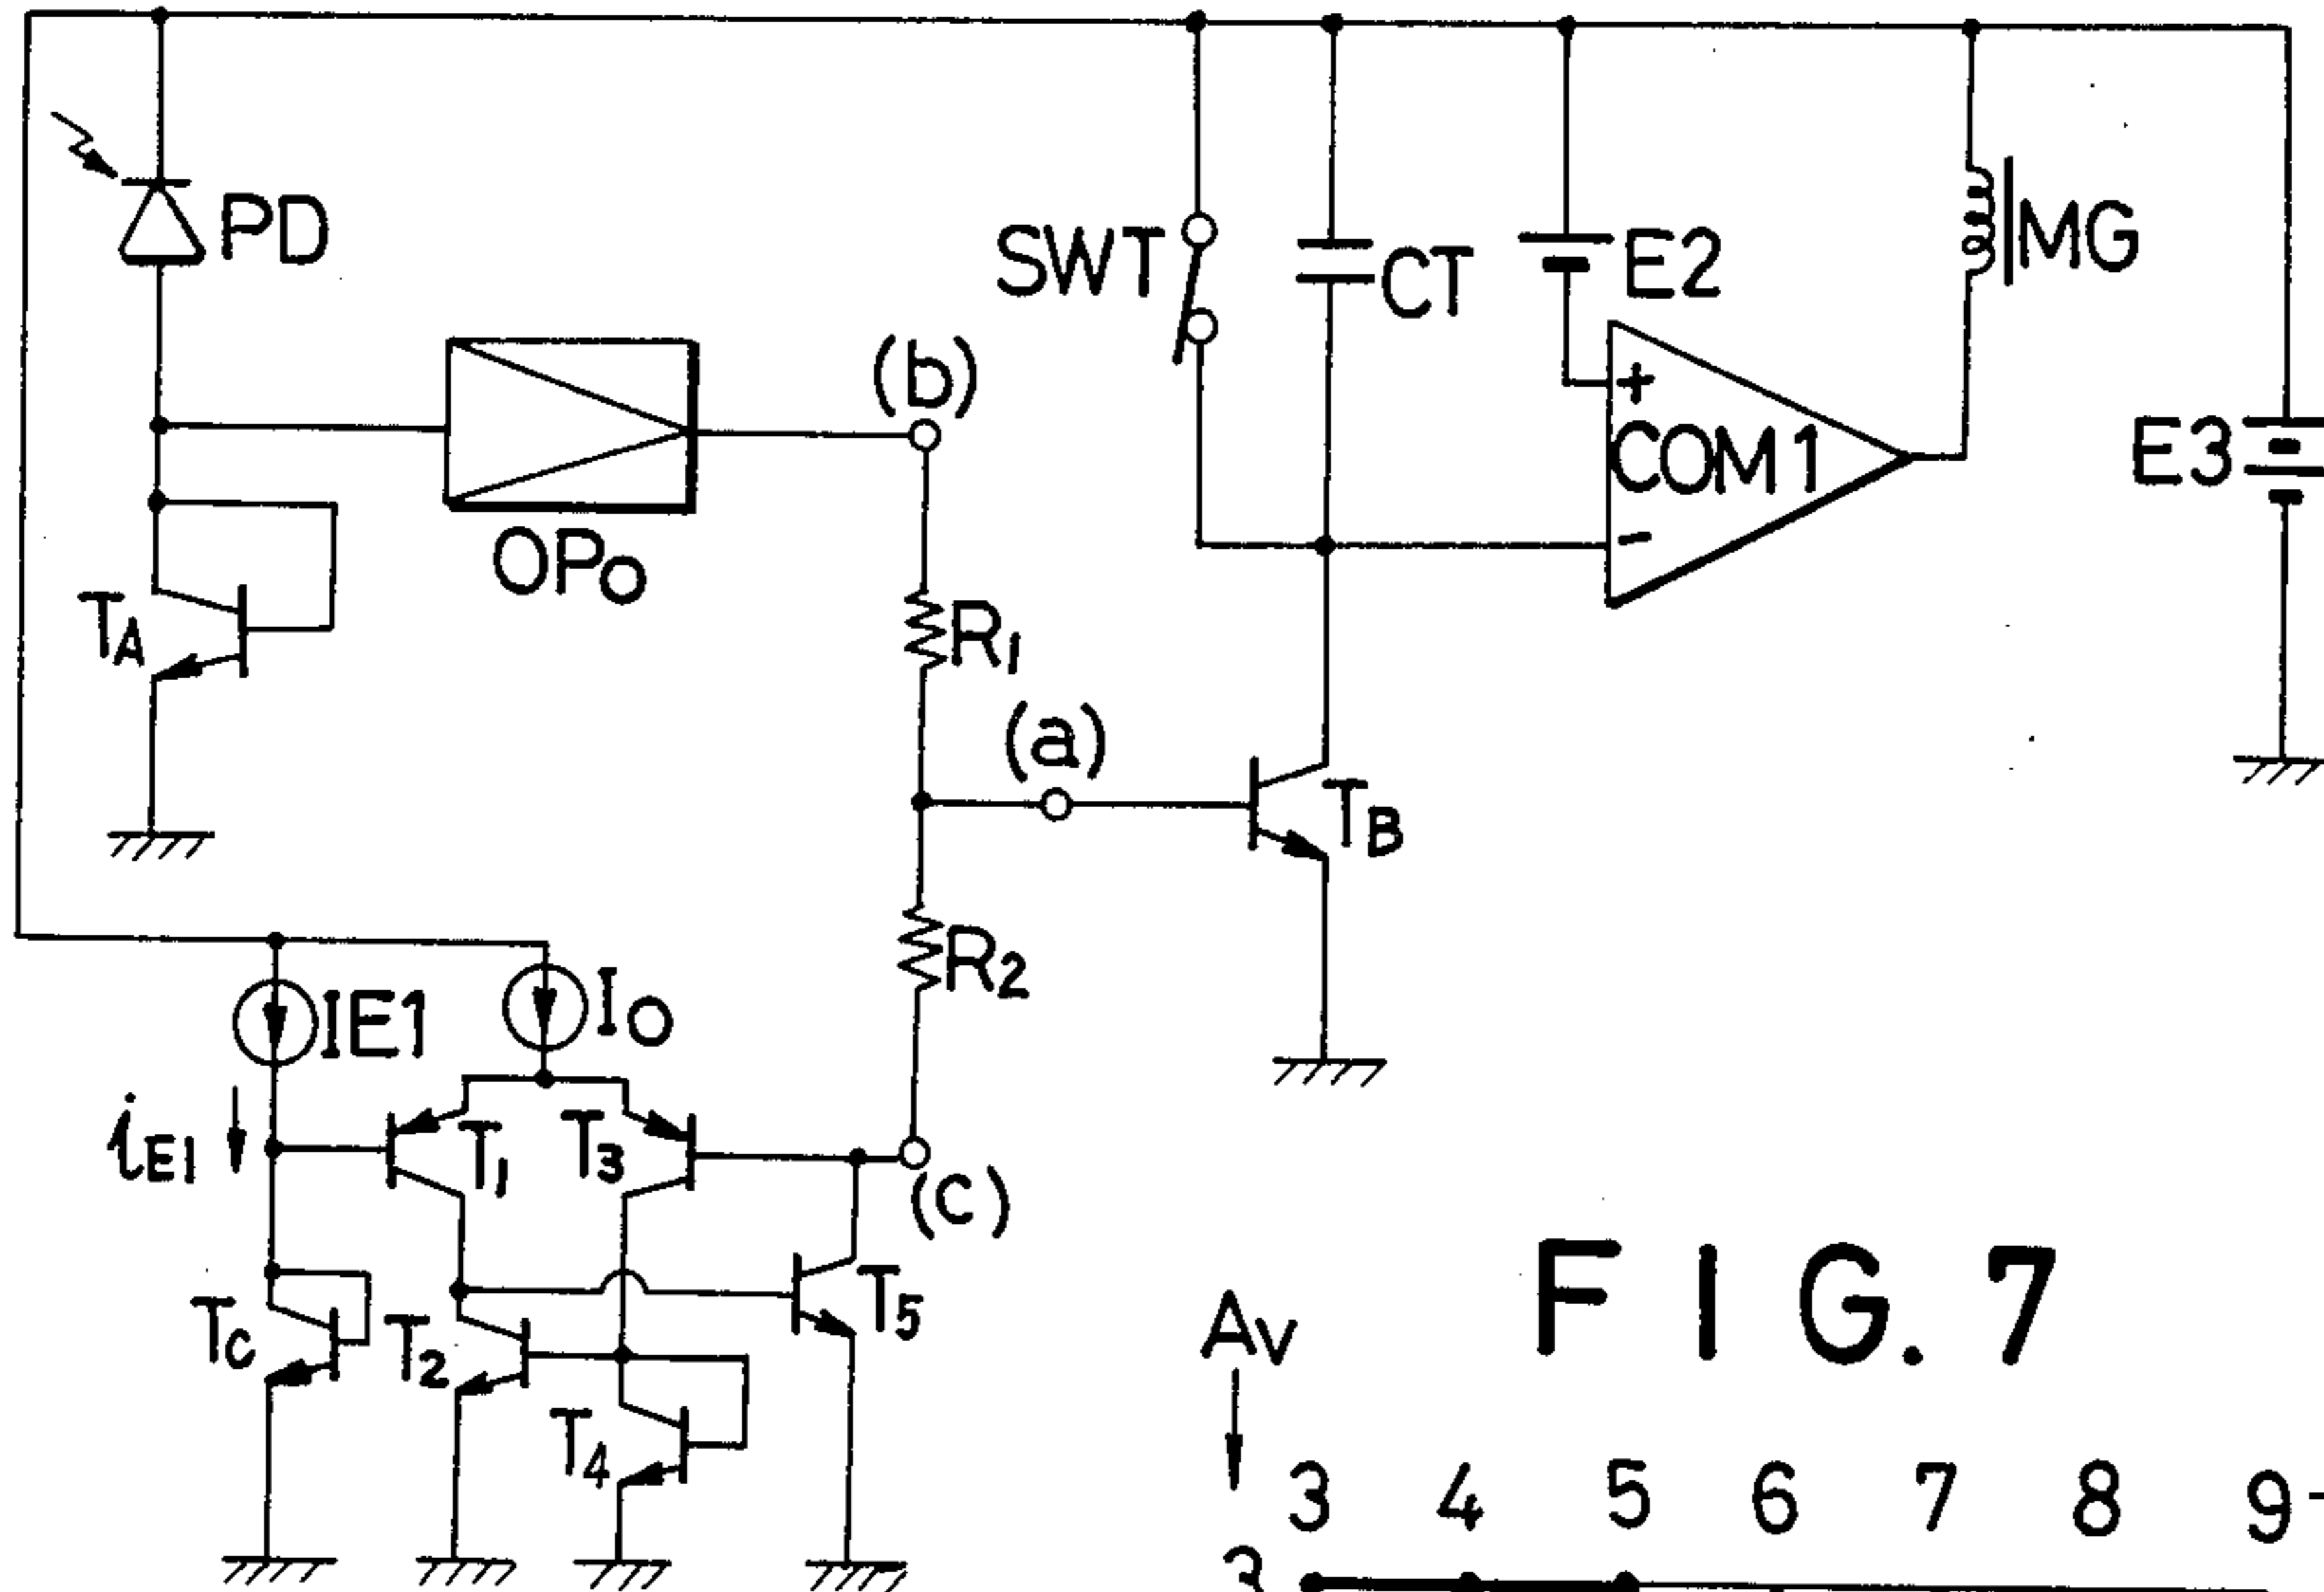 PD
SWT
CT
E2
MG
(b)
+
COM1
-
E3
OPO
TA
R1
(a)
TB
R2
IE1
IO
iE1
T1
T3
(c)
TC
T2
T5
T4
FIG. 7
AV
3 4 5 6 7 8 9
3